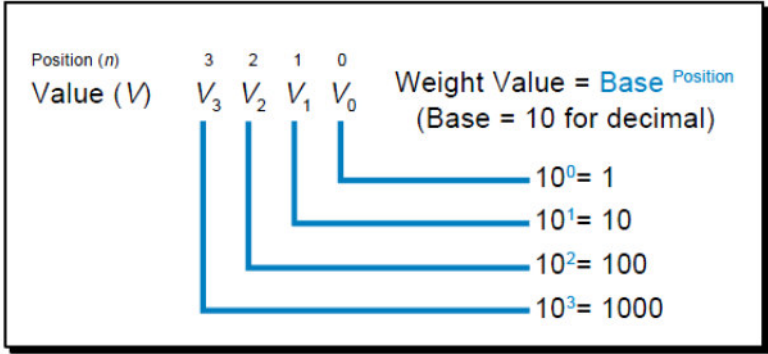 Position (n) 3 2 1 0
Value (V) V₃ V₂ V₁ V₀
Weight Value = Base ᴾᵒˢⁱᵗⁱᵒⁿ
(Base = 10 for decimal)
10⁰= 1
10¹= 10
10²= 100
10³= 1000